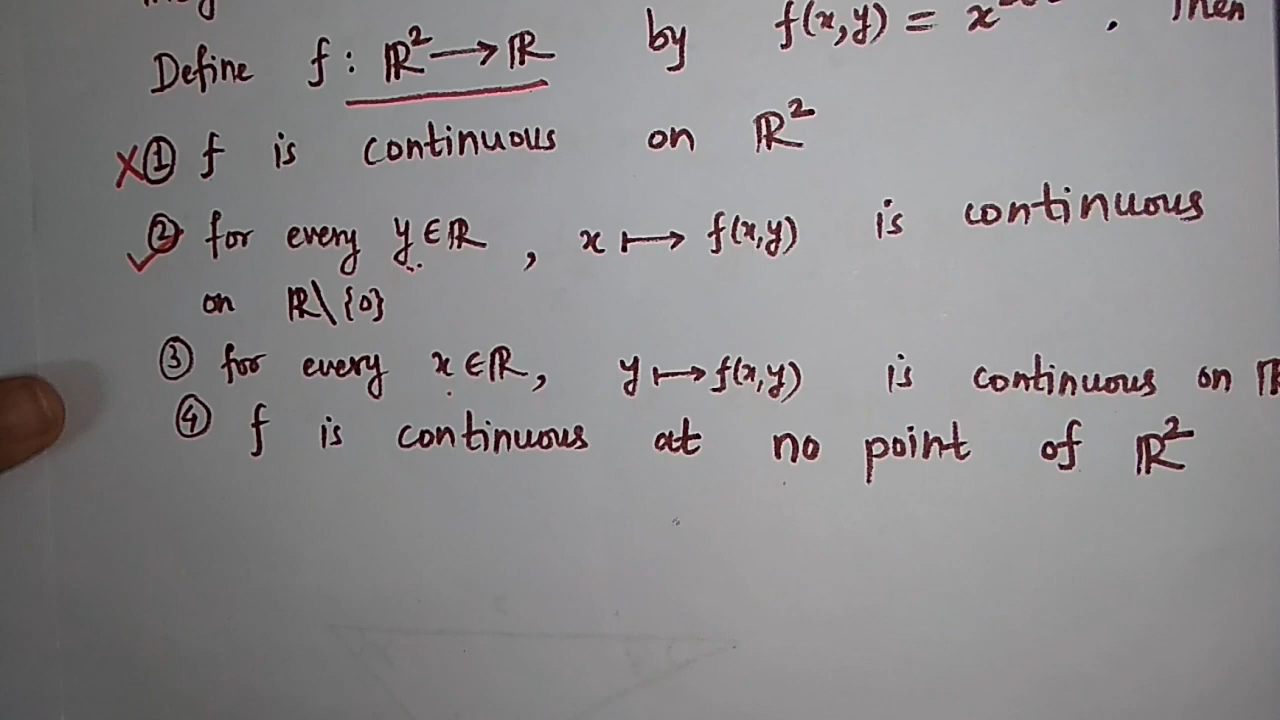 Define f : ℝ² → ℝ by f(x,y) = x . Then
X ① f is continuous on ℝ²
② for every y ∈ ℝ , x ↦ f(x,y) is continuous
on ℝ\{0}
③ for every x ∈ ℝ, y ↦ f(x,y) is continuous on
④ f is continuous at no point of ℝ²